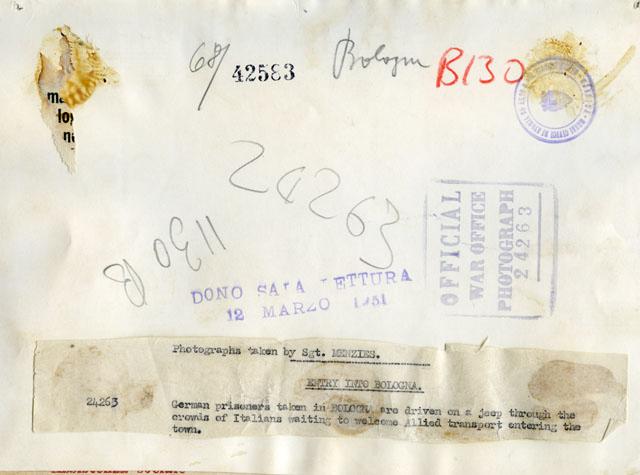 68/
42583
Bologna
B130
24263
OFFICIAL
WAR OFFICE
PHOTOGRAPH
24263
1130 B
DONO SALA LETTURA
12 MARZO 1951
Photographs taken by Sgt. MENZIES.
ENTRY INTO BOLOGNA.
24263
German prisoners taken in BOLOGNA are driven on a jeep through the
crowds of Italians waiting to welcome Allied transport entering the
town.